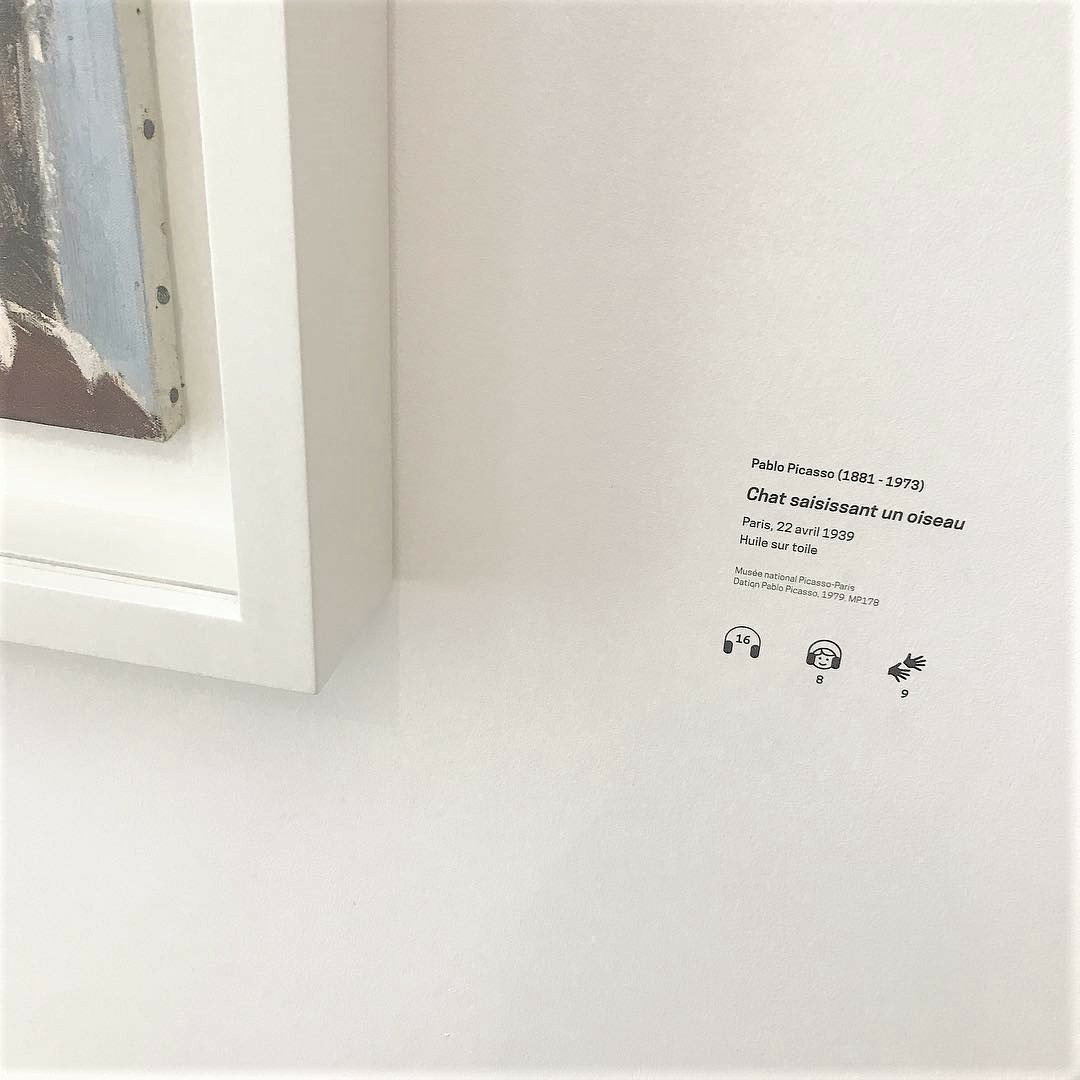 Pablo Picasso (1881 - 1973)
Chat saisissant un oiseau
Paris, 22 avril 1939
Huile sur toile
Musée national Picasso-Paris
Dation Pablo Picasso, 1979. MP178
16
8
9